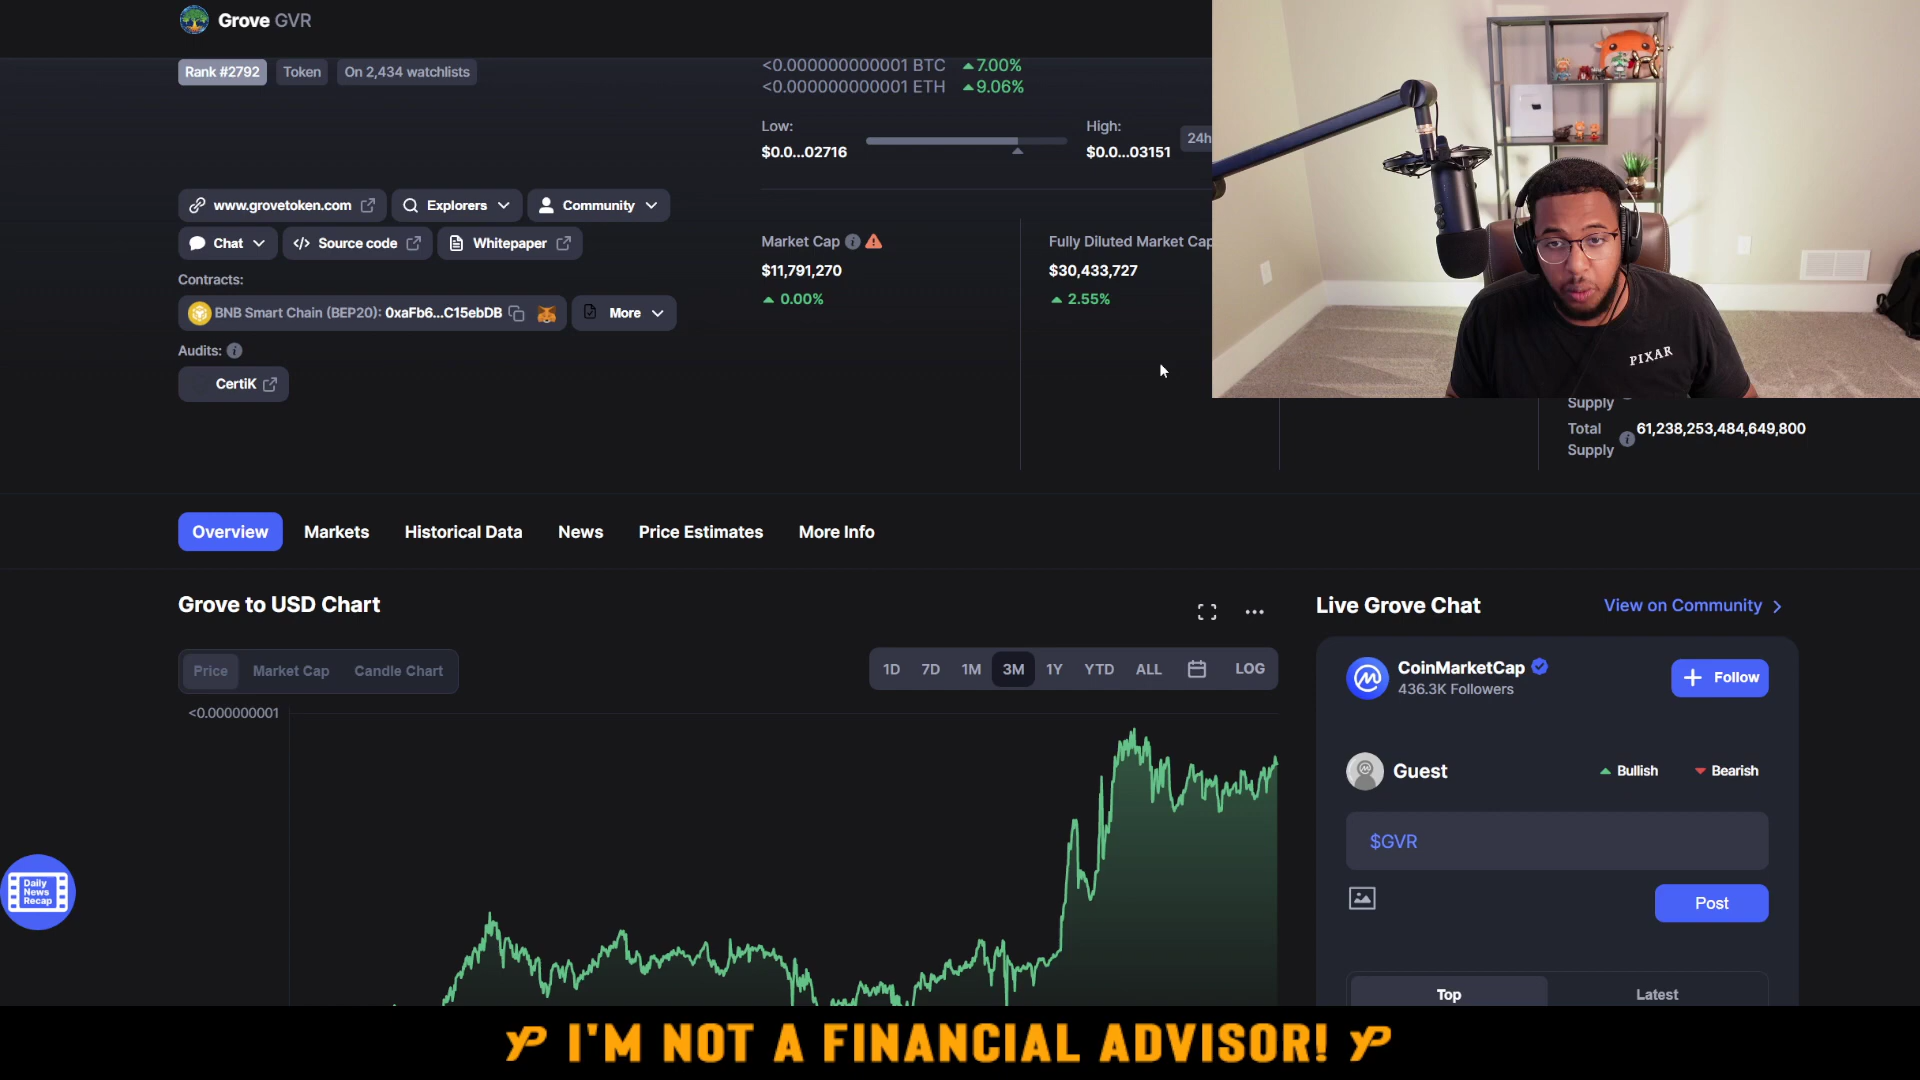 Grove GVR
Rank #2792 Token On 2,434 watchlists
<0.000000000001 BTC 7.00%
<0.000000000001 ETH 9.06%
Low: High:
$0.0...02716 $0.0...03151 24h
www.grovetoken.com Explorers Community
Chat Source code Whitepaper
Contracts:
BNB Smart Chain (BEP20): 0xaFb6...C15ebDB More
Audits:
CertiK
Market Cap
$11,791,270
0.00%
Fully Diluted Market Cap
$30,433,727
2.55%
PIXAR
Supply
Total Supply 61,238,253,484,649,800
Overview Markets Historical Data News Price Estimates More Info
Grove to USD Chart
Price Market Cap Candle Chart
1D 7D 1M 3M 1Y YTD ALL LOG
<0.000000001
Live Grove Chat View on Community
CoinMarketCap
436.3K Followers
Follow
Guest Bullish Bearish
$GVR
Post
Top Latest
Daily
News
Recap
YP I'M NOT A FINANCIAL ADVISOR! YP